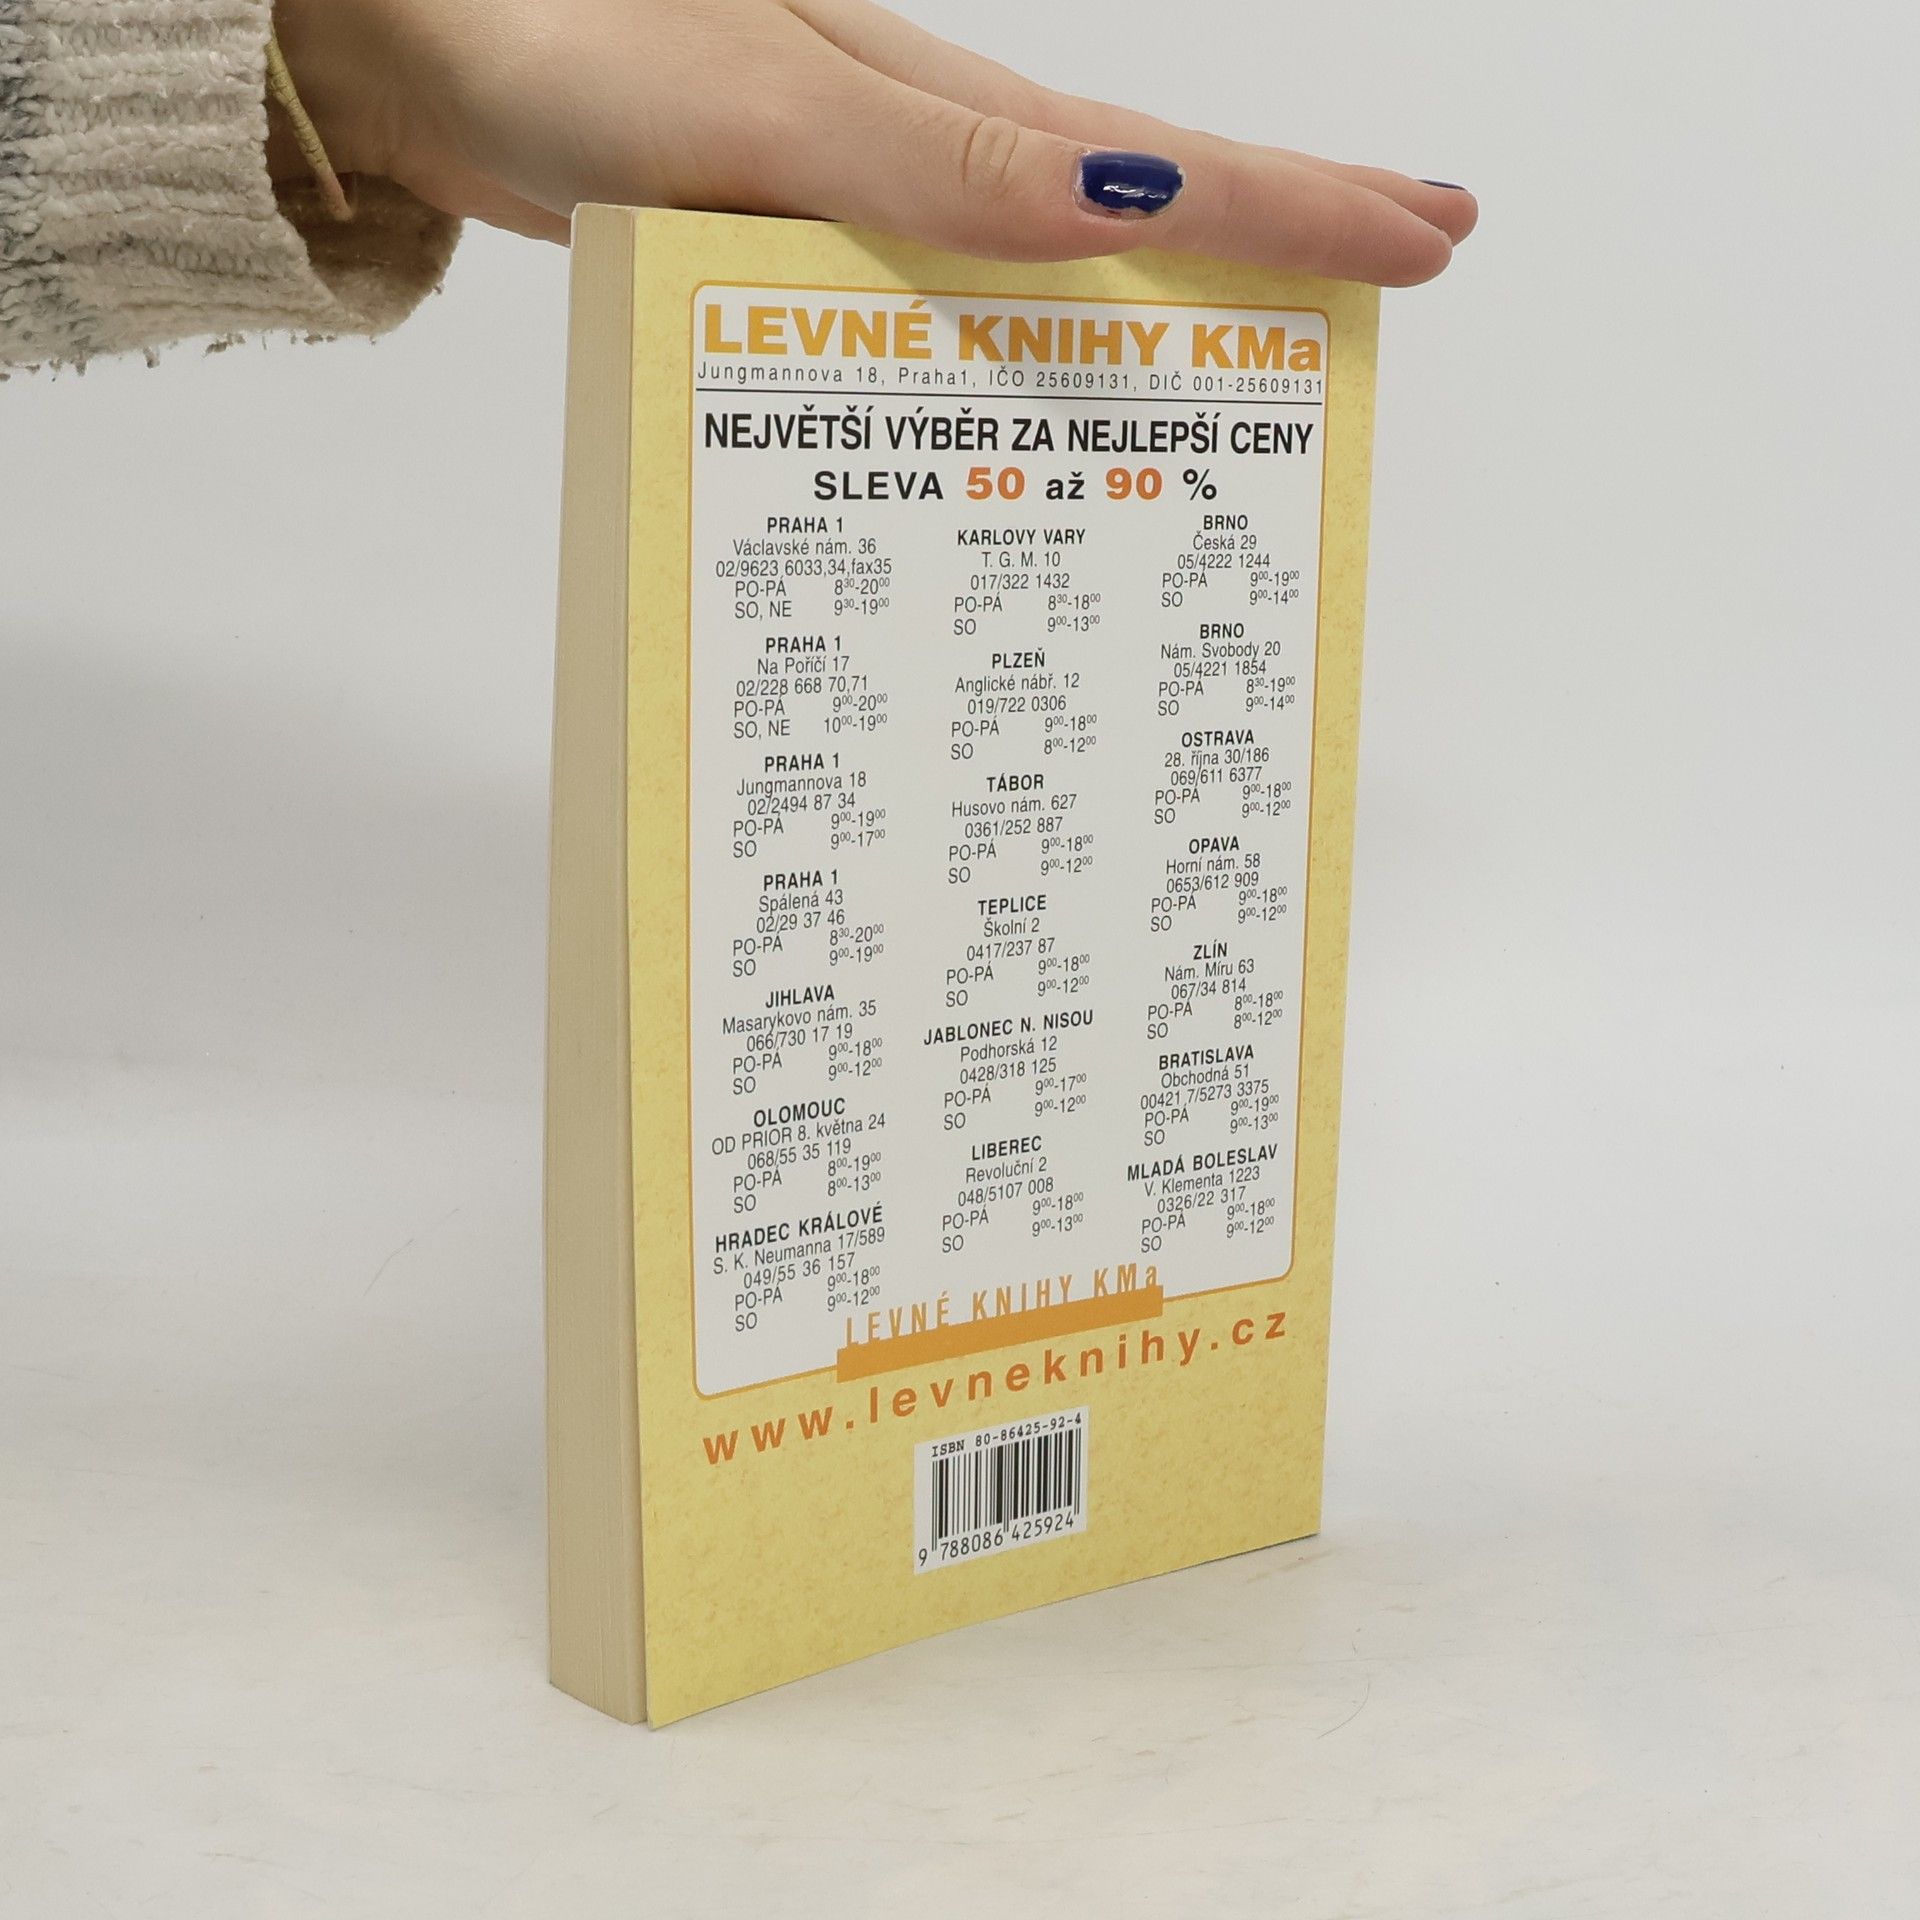 LEVNÉ KNIHY KMa
Jungmannova 18, Praha1, IČO 25609131, DIČ 001-25609131
NEJVĚTŠÍ VÝBĚR ZA NEJLEPŠÍ CENY
SLEVA 50 až 90 %
PRAHA 1
Václavské nám. 36
02/9623 6033,34,fax35
PO-PÁ 8³⁰-20⁰⁰
SO, NE 9³⁰-19⁰⁰
PRAHA 1
Na Poříčí 17
02/228 668 70,71
PO-PÁ 9⁰⁰-20⁰⁰
SO, NE 10⁰⁰-19⁰⁰
PRAHA 1
Jungmannova 18
02/2494 87 34
PO-PÁ 9⁰⁰-19⁰⁰
SO 9⁰⁰-17⁰⁰
PRAHA 1
Spálená 43
02/29 37 46
PO-PÁ 8³⁰-20⁰⁰
SO 9⁰⁰-19⁰⁰
JIHLAVA
Masarykovo nám. 35
066/730 17 19
PO-PÁ 9⁰⁰-18⁰⁰
SO 9⁰⁰-12⁰⁰
OLOMOUC
OD PRIOR 8. května 24
068/55 35 119
PO-PÁ 8⁰⁰-19⁰⁰
SO 8⁰⁰-13⁰⁰
HRADEC KRÁLOVÉ
S. K. Neumanna 17/589
049/55 36 157
PO-PÁ 9⁰⁰-18⁰⁰
SO 9⁰⁰-12⁰⁰
KARLOVY VARY
T. G. M. 10
017/322 1432
PO-PÁ 8³⁰-18⁰⁰
SO 9⁰⁰-13⁰⁰
PLZEŇ
Anglické nábř. 12
019/722 0306
PO-PÁ 9⁰⁰-18⁰⁰
SO 8⁰⁰-12⁰⁰
TÁBOR
Husovo nám. 627
0361/252 887
PO-PÁ 9⁰⁰-18⁰⁰
SO 9⁰⁰-12⁰⁰
TEPLICE
Školní 2
0417/237 87
PO-PÁ 9⁰⁰-18⁰⁰
SO 9⁰⁰-12⁰⁰
JABLONEC N. NISOU
Podhorská 12
0428/318 125
PO-PÁ 9⁰⁰-17⁰⁰
SO 9⁰⁰-12⁰⁰
LIBEREC
Revoluční 2
048/5107 008
PO-PÁ 9⁰⁰-18⁰⁰
SO 9⁰⁰-13⁰⁰
BRNO
Česká 29
05/4222 1244
PO-PÁ 9⁰⁰-19⁰⁰
SO 9⁰⁰-14⁰⁰
BRNO
Nám. Svobody 20
05/4221 1854
PO-PÁ 8³⁰-19⁰⁰
SO 9⁰⁰-14⁰⁰
OSTRAVA
28. října 30/186
069/611 6377
PO-PÁ 9⁰⁰-18⁰⁰
SO 9⁰⁰-12⁰⁰
OPAVA
Horní nám. 58
0653/612 909
PO-PÁ 9⁰⁰-18⁰⁰
SO 9⁰⁰-12⁰⁰
ZLÍN
Nám. Míru 63
067/34 814
PO-PÁ 8⁰⁰-18⁰⁰
SO 8⁰⁰-12⁰⁰
BRATISLAVA
Obchodná 51
00421 7/5273 3375
PO-PÁ 9⁰⁰-19⁰⁰
SO 9⁰⁰-13⁰⁰
MLADÁ BOLESLAV
V. Klementa 1223
0326/22 317
PO-PÁ 9⁰⁰-18⁰⁰
SO 9⁰⁰-12⁰⁰
LEVNÉ KNIHY KMa
www.levneknihy.cz
ISBN 80-86425-92-4
9 788086 425924